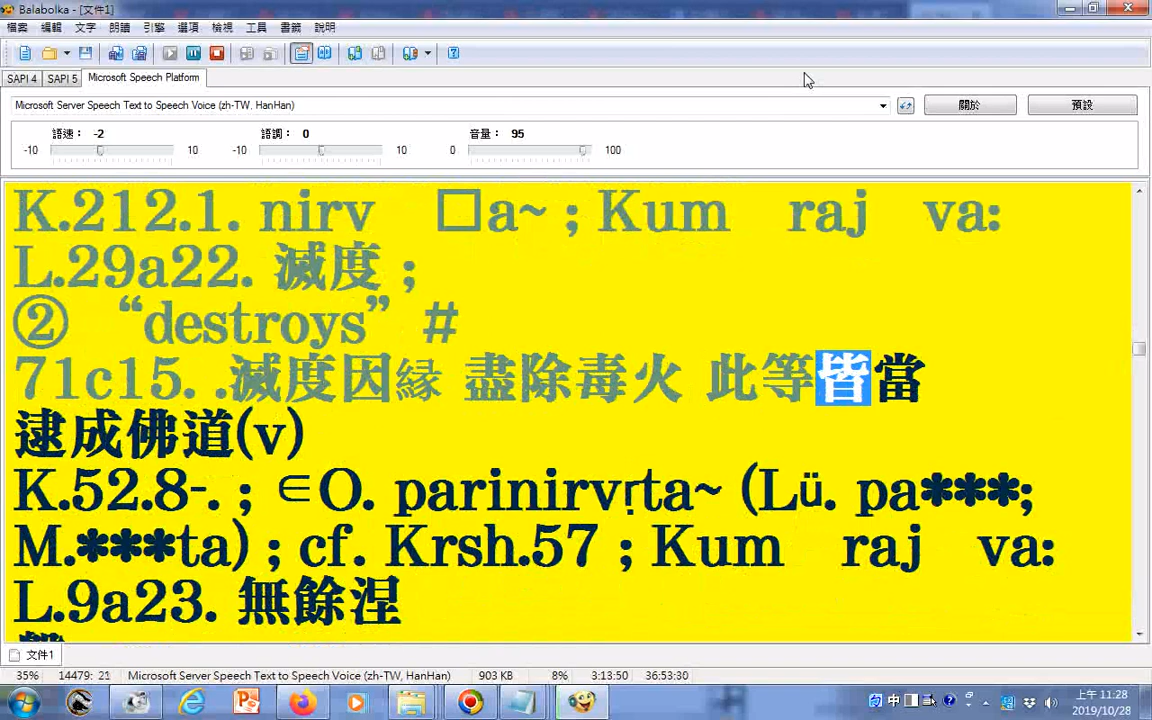 Balabolka - [文件1]
檔案 編輯 文字 朗讀 引擎 選項 檢視 工具 書籤 說明
SAPI 4 SAPI 5 Microsoft Speech Platform
Microsoft Server Speech Text to Speech Voice (zh-TW, HanHan) 關於 預設
語速： -2 語調： 0 音量： 95
-10 10 -10 10 0 100
K.212.1. nirv □a~ ; Kum raj va:
L.29a22. 滅度 ;
② “destroys” #
71c15. .滅度因緣 盡除毒火 此等皆當
逮成佛道(v)
K.52.8-. ; ∈O. parinirvṛta~ (Lü. pa***;
M.***ta) ; cf. Krsh.57 ; Kum raj va:
L.9a23. 無餘涅
文件1
35% 14479: 21 Microsoft Server Speech Text to Speech Voice (zh-TW, HanHan) 903 KB 8% 3:13:50 36:53:30
中 上午 11:28
2019/10/28